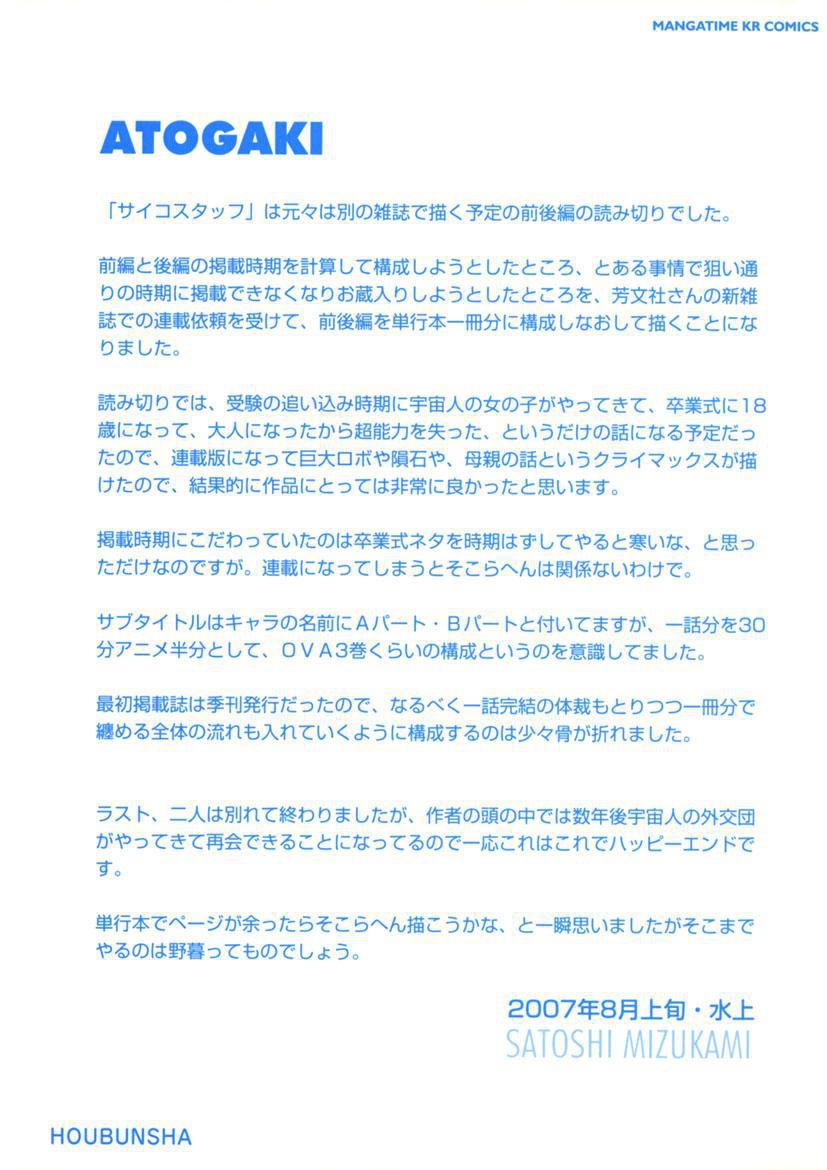 MANGATIME KR COMICS
ATOGAKI
「サイコスタッフ」は元々は別の雑誌で描く予定の前後編の読み切りでした。
前編と後編の掲載時期を計算して構成しようとしたところ、とある事情で狙い通
りの時期に掲載できなくなりお蔵入りしようとしたところを、芳文社さんの新雑
誌での連載依頼を受けて、前後編を単行本一冊分に構成しなおして描くことにな
りました。
読み切りでは、受験の追い込み時期に宇宙人の女の子がやってきて、卒業式に18
歳になって、大人になったから超能力を失った、というだけの話になる予定だっ
たので、連載版になって巨大ロボや隕石や、母親の話というクライマックスが描
けたので、結果的に作品にとっては非常に良かったと思います。
掲載時期にこだわっていたのは卒業式ネタを時期はずしてやると寒いな、と思っ
ただけなのですが。連載になってしまうとそこらへんは関係ないわけで。
サブタイトルはキャラの名前にAパート・Bパートと付いてますが、一話分を30
分アニメ半分として、OVA3巻くらいの構成というのを意識してました。
最初掲載誌は季刊発行だったので、なるべく一話完結の体裁もとりつつ一冊分で
纏める全体の流れも入れていくように構成するのは少々骨が折れました。
ラスト、二人は別れて終わりましたが、作者の頭の中では数年後宇宙人の外交団
がやってきて再会できることになってるので一応これはこれでハッピーエンドで
す。
単行本でページが余ったらそこらへん描こうかな、と一瞬思いましたがそこまで
やるのは野暮ってものでしょう。
2007年8月上旬・水上
SATOSHI MIZUKAMI
HOUBUNSHA